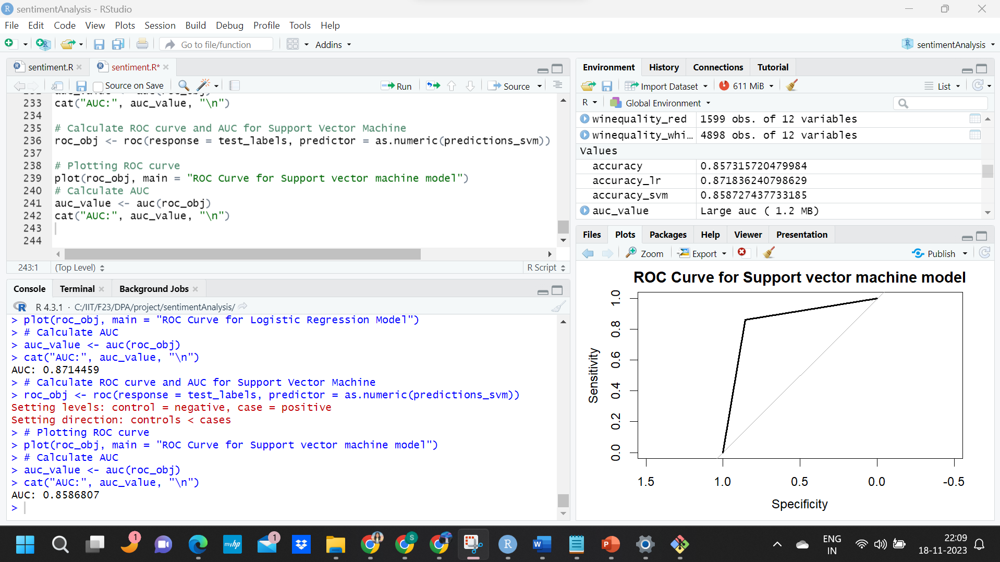 sentimentAnalysis - RStudio
File Edit Code View Plots Session Build Debug Profile Tools Help
Go to file/function Addins sentimentAnalysis
sentiment.R sentiment.R*
Source on Save Run Source
233 cat("AUC:", auc_value, "\n")
234
235 # Calculate ROC curve and AUC for Support Vector Machine
236 roc_obj <- roc(response = test_labels, predictor = as.numeric(predictions_svm))
237
238 # Plotting ROC curve
239 plot(roc_obj, main = "ROC Curve for Support vector machine model")
240 # Calculate AUC
241 auc_value <- auc(roc_obj)
242 cat("AUC:", auc_value, "\n")
243
244
243:1 (Top Level) R Script
Console Terminal Background Jobs
R 4.3.1 · C:/IIT/F23/DPA/project/sentimentAnalysis/
> plot(roc_obj, main = "ROC Curve for Logistic Regression Model")
> # Calculate AUC
> auc_value <- auc(roc_obj)
> cat("AUC:", auc_value, "\n")
AUC: 0.8714459
> # Calculate ROC curve and AUC for Support Vector Machine
> roc_obj <- roc(response = test_labels, predictor = as.numeric(predictions_svm))
Setting levels: control = negative, case = positive
Setting direction: controls < cases
> # Plotting ROC curve
> plot(roc_obj, main = "ROC Curve for Support vector machine model")
> # Calculate AUC
> auc_value <- auc(roc_obj)
> cat("AUC:", auc_value, "\n")
AUC: 0.8586807
>
Environment History Connections Tutorial
Import Dataset 611 MiB List
R Global Environment
winequality_red 1599 obs. of 12 variables
winequality_whi… 4898 obs. of 12 variables
Values
accuracy 0.857315720479984
accuracy_lr 0.871836240798629
accuracy_svm 0.858727437733185
auc_value Large auc ( 1.2 MB)
Files Plots Packages Help Viewer Presentation
Zoom Export Publish
ROC Curve for Support vector machine model
Sensitivity
1.0
0.8
0.6
0.4
0.2
0.0
1.5 1.0 0.5 0.0 -0.5
Specificity
1 myhp 1 S R W P
ENG
IN
22:09
18-11-2023